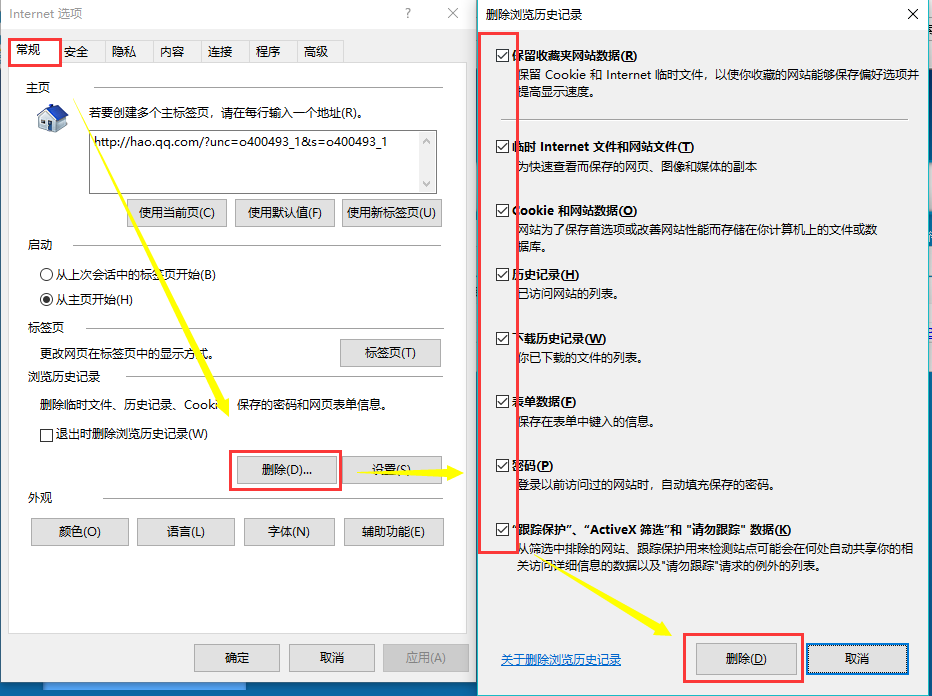 Internet 选项
?
常规
安全
隐私
内容
连接
程序
高级
主页
若要创建多个主标签页，请在每行输入一个地址(R)。
http://hao.qq.com/?unc=o400493_1&s=o400493_1
使用当前页(C)
使用默认值(F)
使用新标签页(U)
启动
从上次会话中的标签页开始(B)
从主页开始(H)
标签页
更改网页在标签页中的显示方式。
标签页(T)
浏览历史记录
删除临时文件、历史记录、Cookie、保存的密码和网页表单信息。
退出时删除浏览历史记录(W)
删除(D)...
设置(S)
外观
颜色(O)
语言(L)
字体(N)
辅助功能(E)
确定
取消
应用(A)
删除浏览历史记录
保留收藏夹网站数据(R)
保留 Cookie 和 Internet 临时文件，以使你收藏的网站能够保存偏好选项并
提高显示速度。
临时 Internet 文件和网站文件(T)
为快速查看而保存的网页、图像和媒体的副本
Cookie 和网站数据(O)
网站为了保存首选项或改善网站性能而存储在你计算机上的文件或数
据库。
历史记录(H)
已访问网站的列表。
下载历史记录(W)
你已下载的文件的列表。
表单数据(F)
保存在表单中键入的信息。
密码(P)
登录以前访问过的网站时，自动填充保存的密码。
“跟踪保护”、“ActiveX 筛选”和 "请勿跟踪" 数据(K)
从筛选中排除的网站、跟踪保护用来检测站点可能会在何处自动共享你的相
关访问详细信息的数据以及"请勿跟踪"请求的例外的列表。
关于删除浏览历史记录
删除(D)
取消